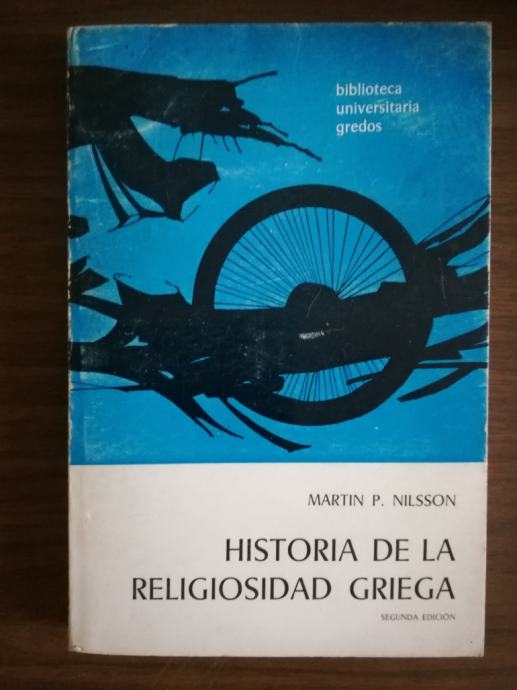 biblioteca
universitaria
gredos
MARTIN P. NILSSON
HISTORIA DE LA
RELIGIOSIDAD GRIEGA
SEGUNDA EDICIÓN